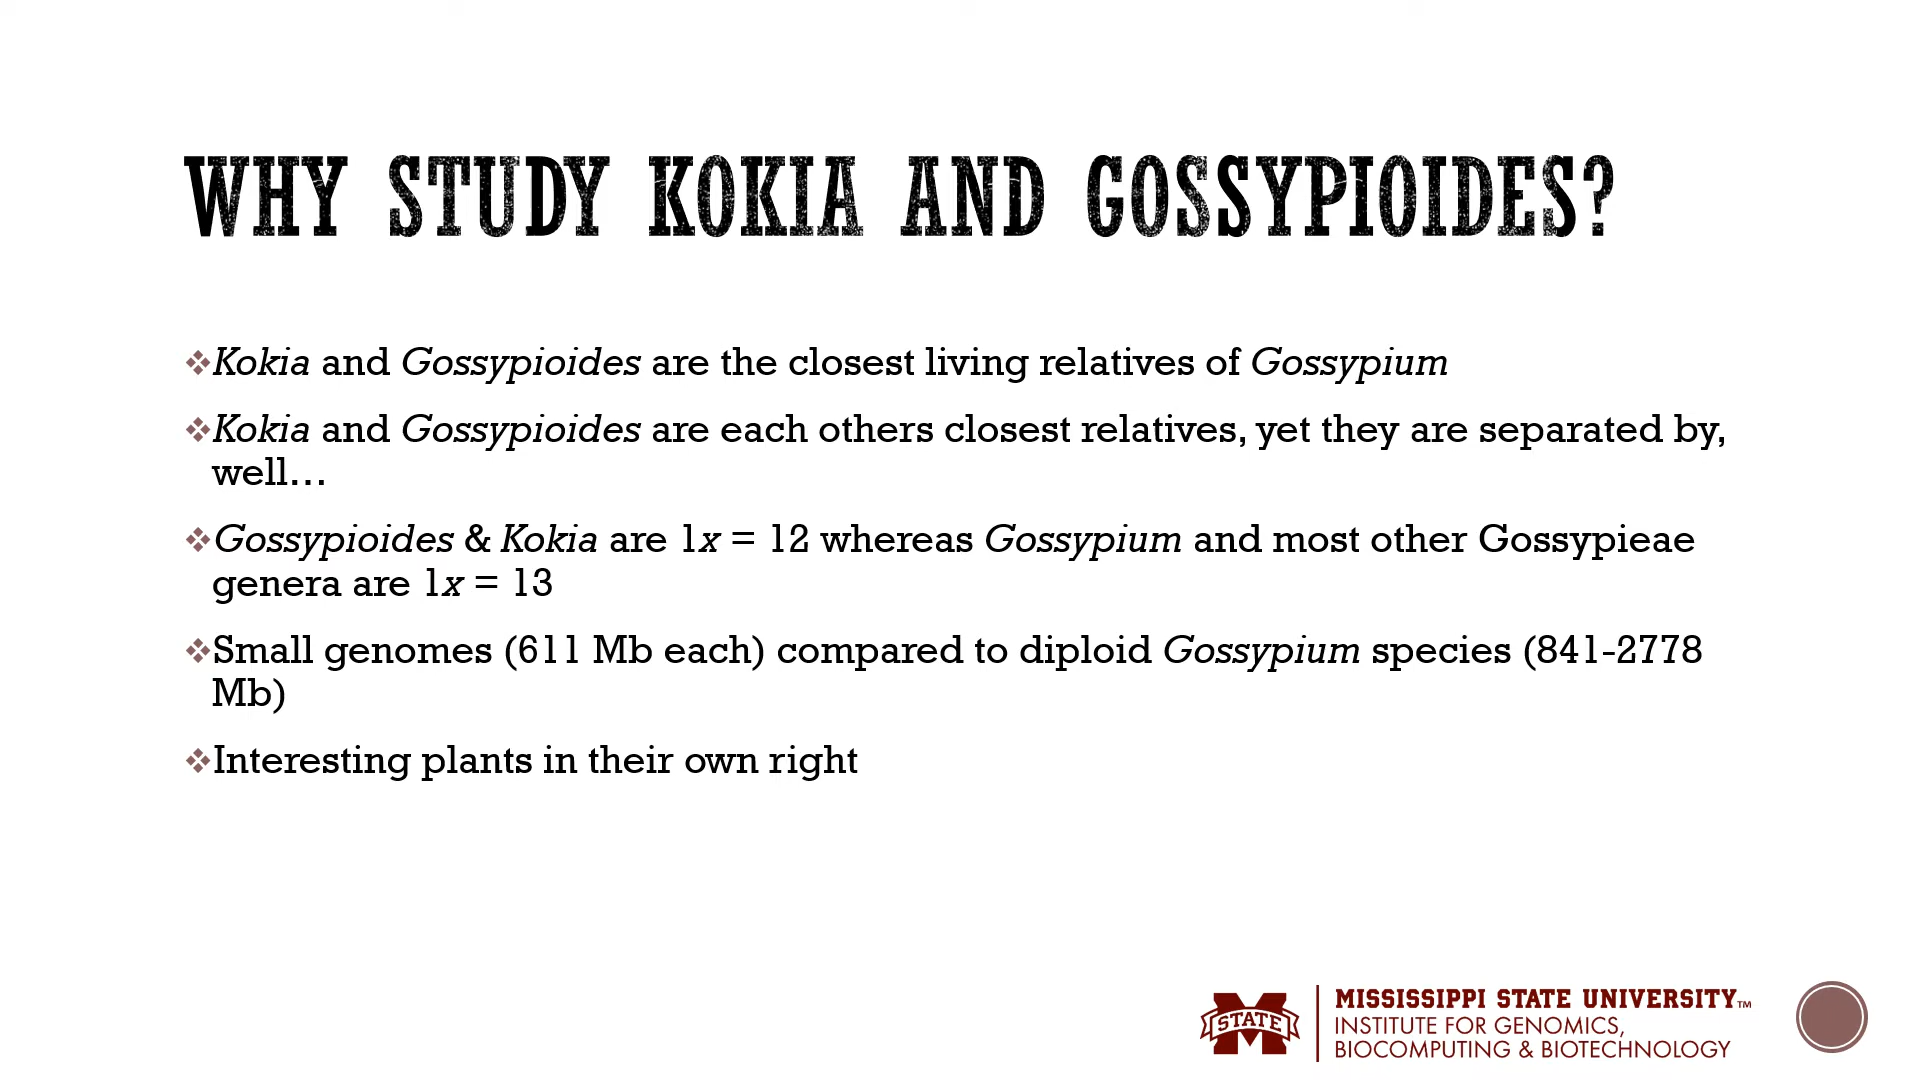 WHY STUDY KOKIA AND GOSSYPIOIDES?
❖Kokia and Gossypioides are the closest living relatives of Gossypium
❖Kokia and Gossypioides are each others closest relatives, yet they are separated by,
well…
❖Gossypioides & Kokia are 1x = 12 whereas Gossypium and most other Gossypieae
genera are 1x = 13
❖Small genomes (611 Mb each) compared to diploid Gossypium species (841-2778
Mb)
❖Interesting plants in their own right
STATE
MISSISSIPPI STATE UNIVERSITY™
INSTITUTE FOR GENOMICS,
BIOCOMPUTING & BIOTECHNOLOGY